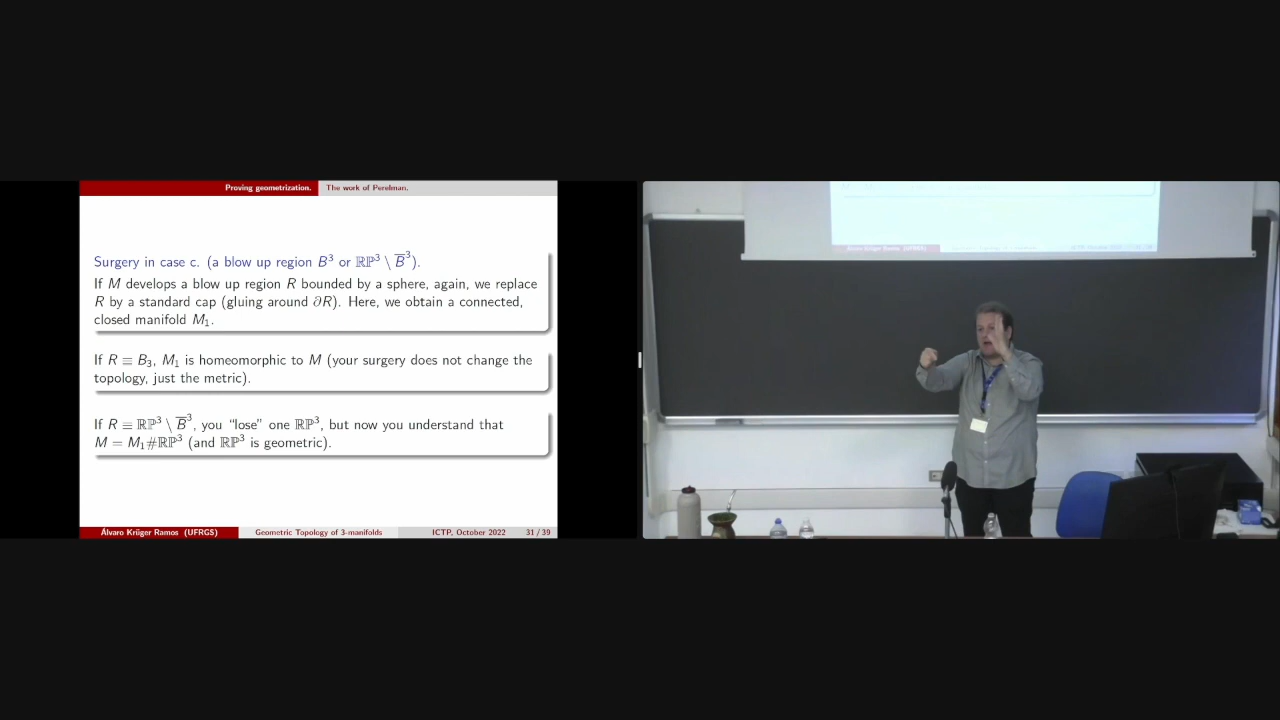 Proving geometrization. The work of Perelman.
Surgery in case c. (a blow up region B³ or ℝℙ³ \ B̅³).
If M develops a blow up region R bounded by a sphere, again, we replace
R by a standard cap (gluing around ∂R). Here, we obtain a connected,
closed manifold M₁.
If R ≡ B₃, M₁ is homeomorphic to M (your surgery does not change the
topology, just the metric).
If R ≡ ℝℙ³ \ B̅³, you “lose” one ℝℙ³, but now you understand that
M = M₁#ℝℙ³ (and ℝℙ³ is geometric).
Álvaro Krüger Ramos (UFRGS) Geometric Topology of 3-manifolds ICTP, October 2022 31 / 39